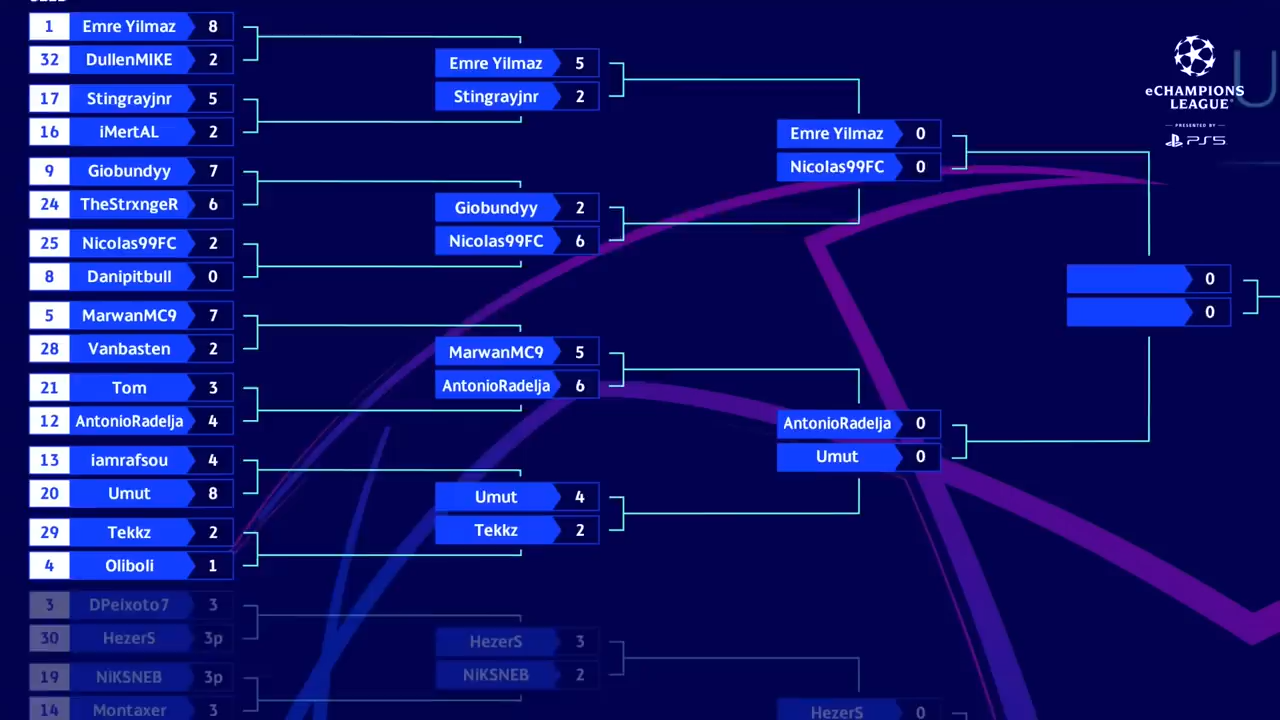 1 Emre Yilmaz 8
32 DullenMIKE 2
17 Stingrayjnr 5
16 iMertAL 2
9 Giobundyy 7
24 TheStrxngeR 6
25 Nicolas99FC 2
8 Danipitbull 0
5 MarwanMC9 7
28 Vanbasten 2
21 Tom 3
12 AntonioRadelja 4
13 iamrafsou 4
20 Umut 8
29 Tekkz 2
4 Oliboli 1
3 DPeixoto7 3
30 HezerS 3p
19 NiKSNEB 3p
14 Montaxer 3
Emre Yilmaz 5
Stingrayjnr 2
Giobundyy 2
Nicolas99FC 6
MarwanMC9 5
AntonioRadelja 6
Umut 4
Tekkz 2
HezerS 3
NiKSNEB 2
Emre Yilmaz 0
Nicolas99FC 0
AntonioRadelja 0
Umut 0
HezerS 0
0
0
eCHAMPIONS
LEAGUE
PRESENTED BY
PS5
U